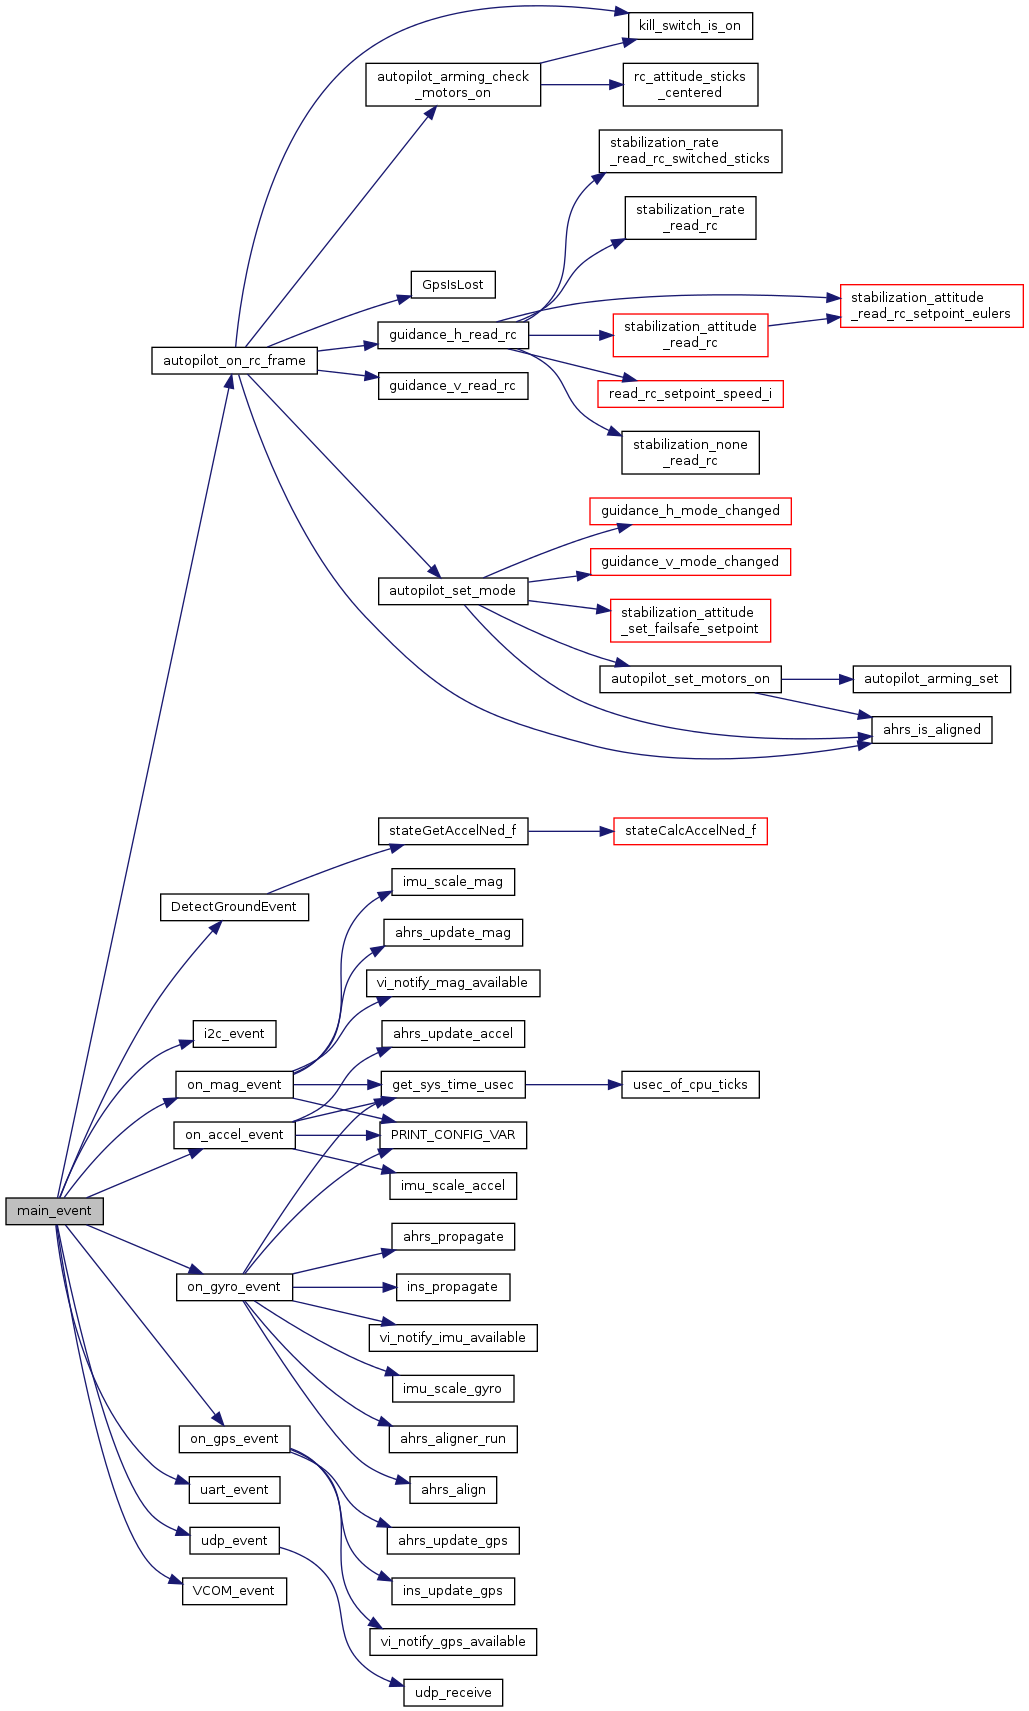 kill_switch_is_on
autopilot_arming_check
_motors_on
rc_attitude_sticks
_centered
stabilization_rate
_read_rc_switched_sticks
stabilization_rate
_read_rc
GpsIsLost
stabilization_attitude
_read_rc_setpoint_eulers
guidance_h_read_rc
stabilization_attitude
_read_rc
autopilot_on_rc_frame
guidance_v_read_rc
read_rc_setpoint_speed_i
stabilization_none
_read_rc
guidance_h_mode_changed
guidance_v_mode_changed
autopilot_set_mode
stabilization_attitude
_set_failsafe_setpoint
autopilot_set_motors_on
autopilot_arming_set
ahrs_is_aligned
stateGetAccelNed_f
stateCalcAccelNed_f
imu_scale_mag
DetectGroundEvent
ahrs_update_mag
vi_notify_mag_available
i2c_event
ahrs_update_accel
on_mag_event
get_sys_time_usec
usec_of_cpu_ticks
on_accel_event
PRINT_CONFIG_VAR
imu_scale_accel
main_event
ahrs_propagate
on_gyro_event
ins_propagate
vi_notify_imu_available
imu_scale_gyro
on_gps_event
ahrs_aligner_run
uart_event
ahrs_align
udp_event
ahrs_update_gps
VCOM_event
ins_update_gps
vi_notify_gps_available
udp_receive